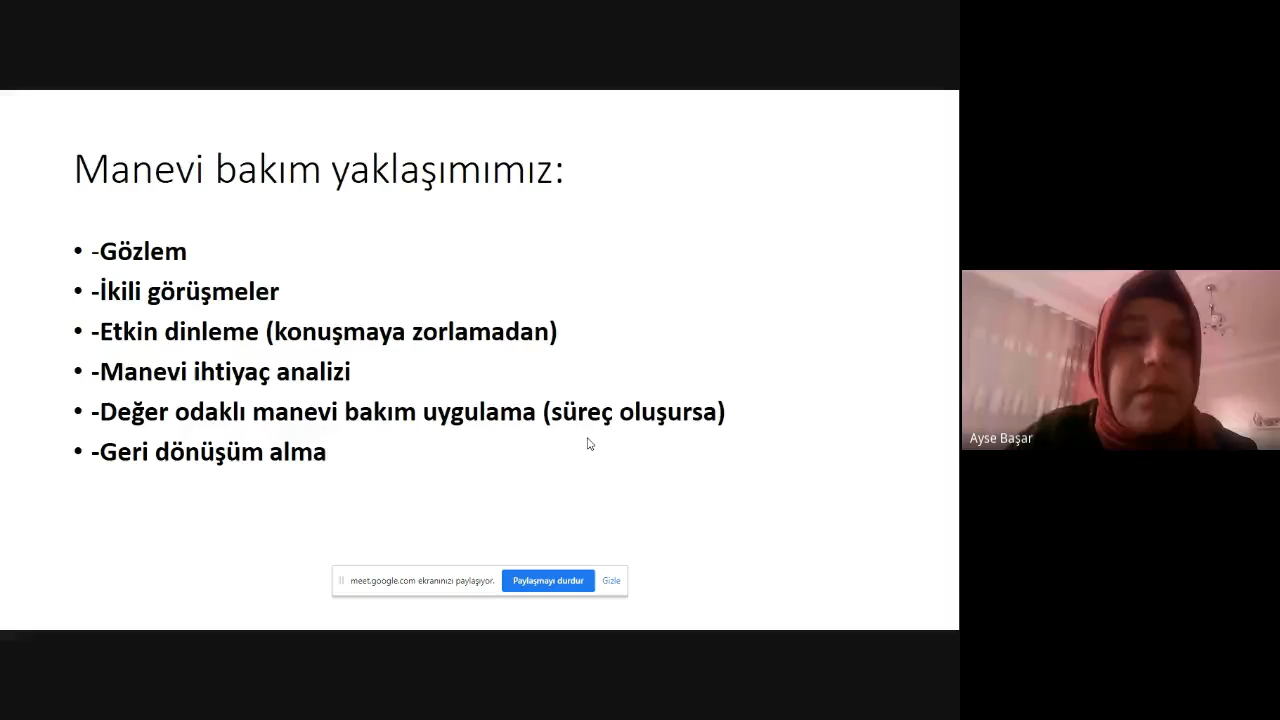 Manevi bakım yaklaşımımız:
• -Gözlem
• -İkili görüşmeler
• -Etkin dinleme (konuşmaya zorlamadan)
• -Manevi ihtiyaç analizi
• -Değer odaklı manevi bakım uygulama (süreç oluşursa)
• -Geri dönüşüm alma
meet.google.com ekranınızı paylaşıyor. Paylaşmayı durdur Gizle
Ayse Başar